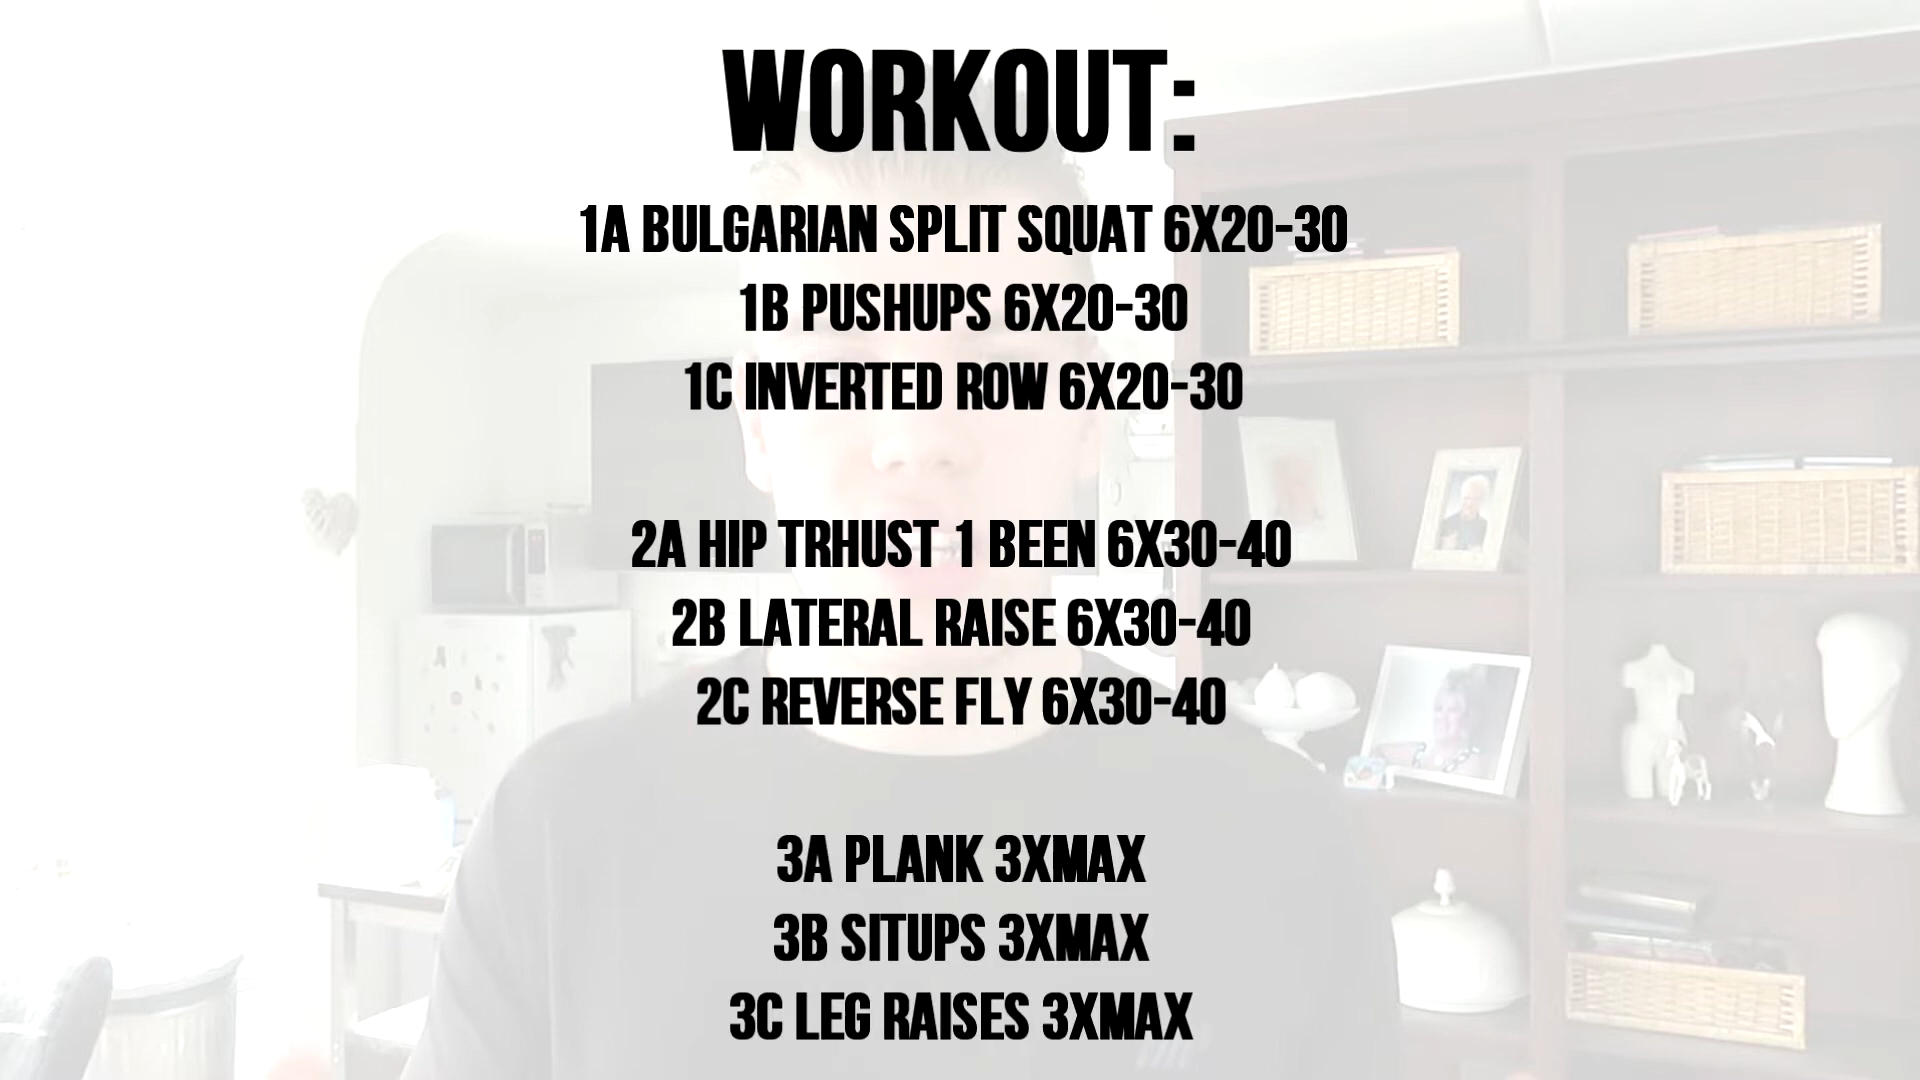 WORKOUT:
1A BULGARIAN SPLIT SQUAT 6X20-30
1B PUSHUPS 6X20-30
1C INVERTED ROW 6X20-30
2A HIP TRHUST 1 BEEN 6X30-40
2B LATERAL RAISE 6X30-40
2C REVERSE FLY 6X30-40
3A PLANK 3XMAX
3B SITUPS 3XMAX
3C LEG RAISES 3XMAX